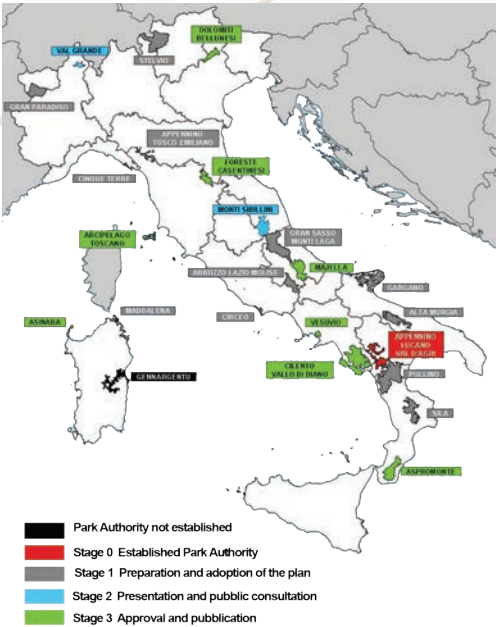 DOLOMITI
BELLUNESI
VAL GRANDE
STELVIO
GRAN PARADISO
APPENNINO
TOSCO-EMILIANO
FORESTE
CASENTINESI
CINQUE TERRE
MONTI SIBILLINI
ARCIPELAGO
TOSCANO
GRAN SASSO
MONTI LAGA
MAJELLA
ABRUZZO LAZIO MOLISE
GARGANO
MADDALENA
CIRCEO
ALTA MURGIA
ASINARA
VESUVIO
APPENNINO
LUCANO
VAL D'AGRI
CILENTO
VALLO DI DIANO
GENNARGENTU
POLLINO
SILA
ASPROMONTE
Park Authority not established
Stage 0 Established Park Authority
Stage 1 Preparation and adoption of the plan
Stage 2 Presentation and pubblic consultation
Stage 3 Approval and pubblication